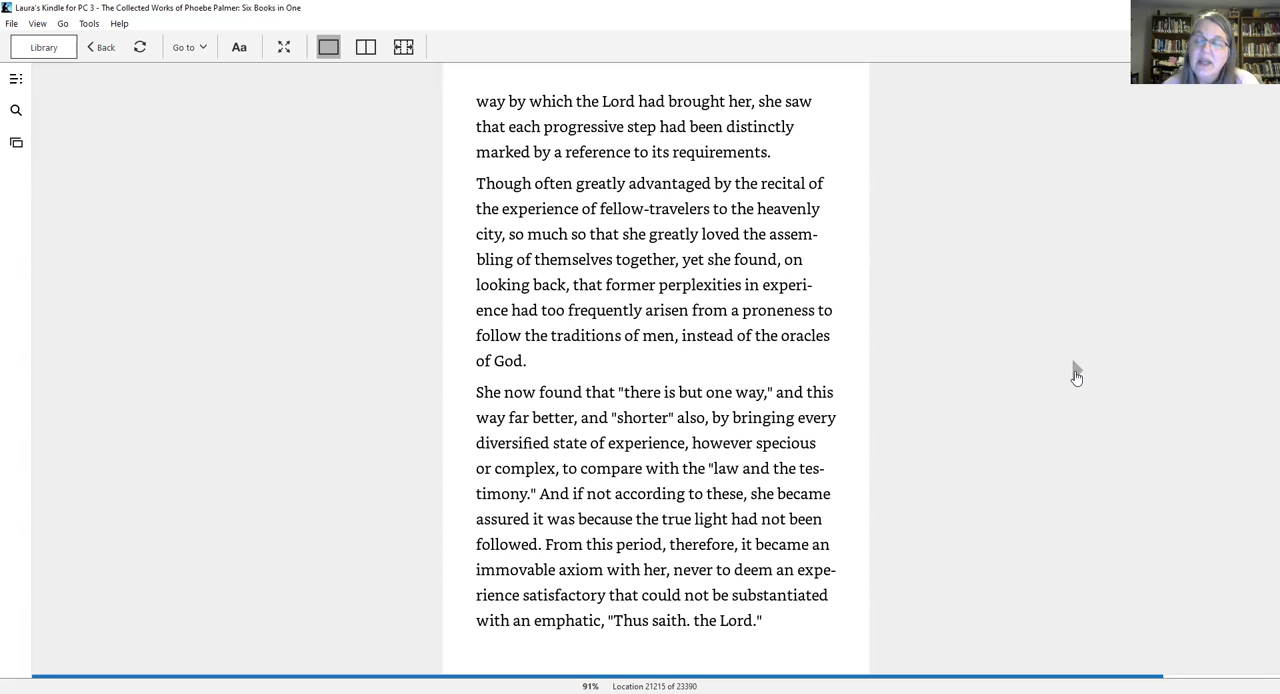 Laura's Kindle for PC 3 - The Collected Works of Phoebe Palmer: Six Books in One
File View Go Tools Help
Library Back Go to Aa
way by which the Lord had brought her, she saw
that each progressive step had been distinctly
marked by a reference to its requirements.
Though often greatly advantaged by the recital of
the experience of fellow-travelers to the heavenly
city, so much so that she greatly loved the assem-
bling of themselves together, yet she found, on
looking back, that former perplexities in experi-
ence had too frequently arisen from a proneness to
follow the traditions of men, instead of the oracles
of God.
She now found that "there is but one way," and this
way far better, and "shorter" also, by bringing every
diversified state of experience, however specious
or complex, to compare with the "law and the tes-
timony." And if not according to these, she became
assured it was because the true light had not been
followed. From this period, therefore, it became an
immovable axiom with her, never to deem an expe-
rience satisfactory that could not be substantiated
with an emphatic, "Thus saith. the Lord."
91% Location 21215 of 23390